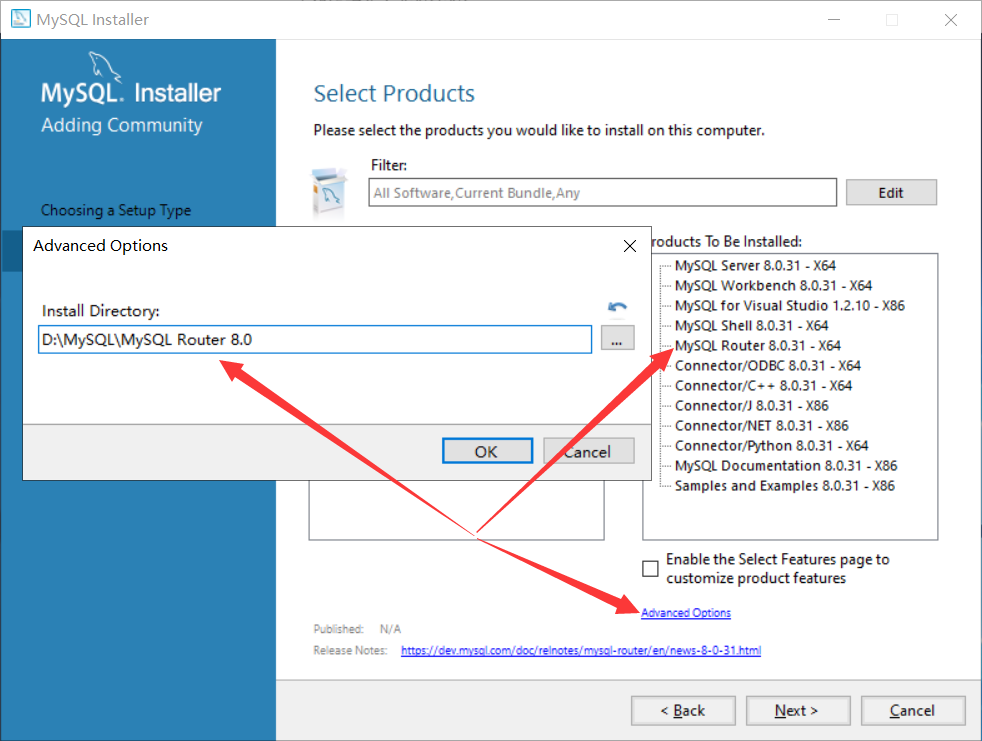 MySQL Installer
MySQL. Installer
Adding Community
Choosing a Setup Type
Select Products
Please select the products you would like to install on this computer.
Filter:
All Software,Current Bundle,Any
Edit
Advanced Options
Install Directory:
D:\MySQL\MySQL Router 8.0
...
OK
Cancel
roducts To Be Installed:
MySQL Server 8.0.31 - X64
MySQL Workbench 8.0.31 - X64
MySQL for Visual Studio 1.2.10 - X86
MySQL Shell 8.0.31 - X64
MySQL Router 8.0.31 - X64
Connector/ODBC 8.0.31 - X64
Connector/C++ 8.0.31 - X64
Connector/J 8.0.31 - X86
Connector/NET 8.0.31 - X86
Connector/Python 8.0.31 - X64
MySQL Documentation 8.0.31 - X86
Samples and Examples 8.0.31 - X86
Enable the Select Features page to
customize product features
Advanced Options
Published: N/A
Release Notes: https://dev.mysql.com/doc/relnotes/mysql-router/en/news-8-0-31.html
< Back
Next >
Cancel